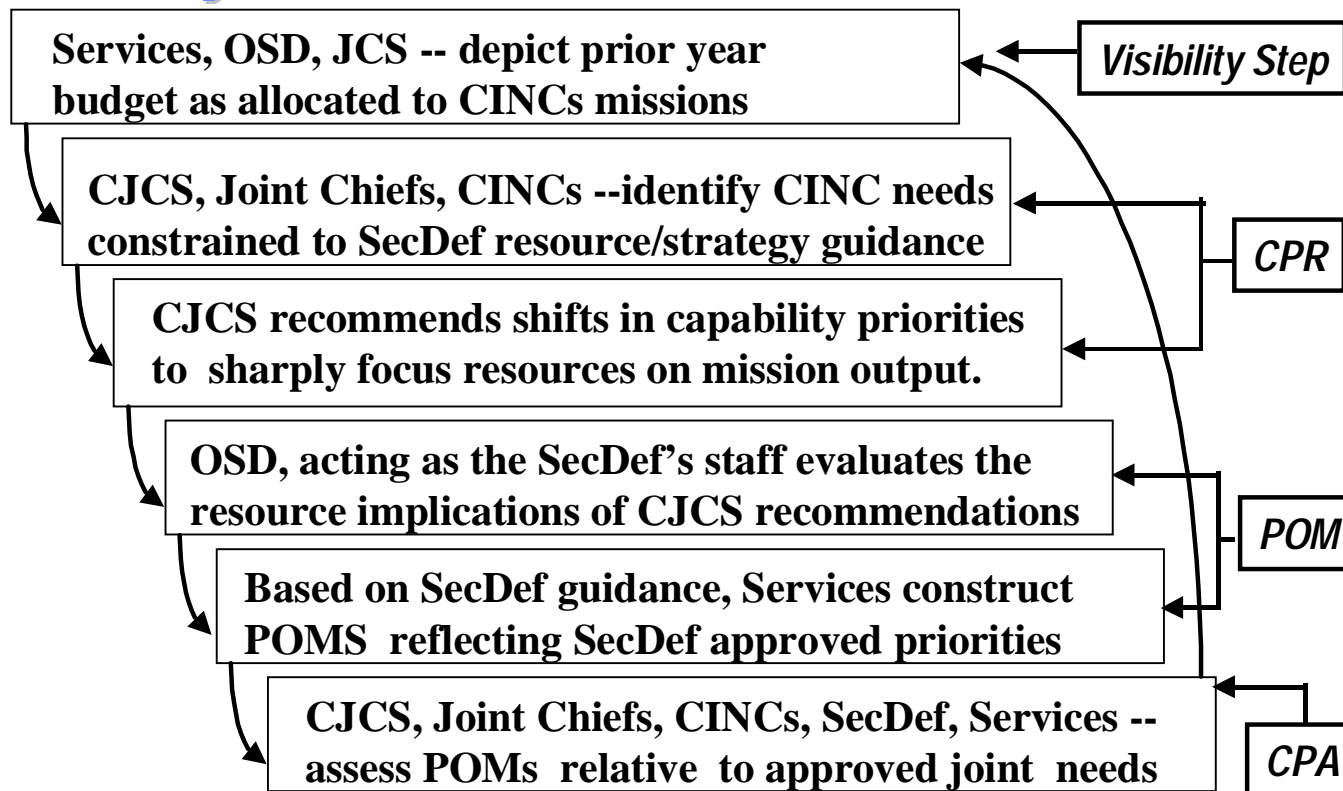 Services, OSD, JCS -- depict prior year
budget as allocated to CINCs missions
Visibility Step
CJCS, Joint Chiefs, CINCs --identify CINC needs
constrained to SecDef resource/strategy guidance
CPR
CJCS recommends shifts in capability priorities
to sharply focus resources on mission output.
OSD, acting as the SecDef's staff evaluates the
resource implications of CJCS recommendations
POM
Based on SecDef guidance, Services construct
POMS reflecting SecDef approved priorities
CJCS, Joint Chiefs, CINCs, SecDef, Services --
assess POMs relative to approved joint needs
CPA